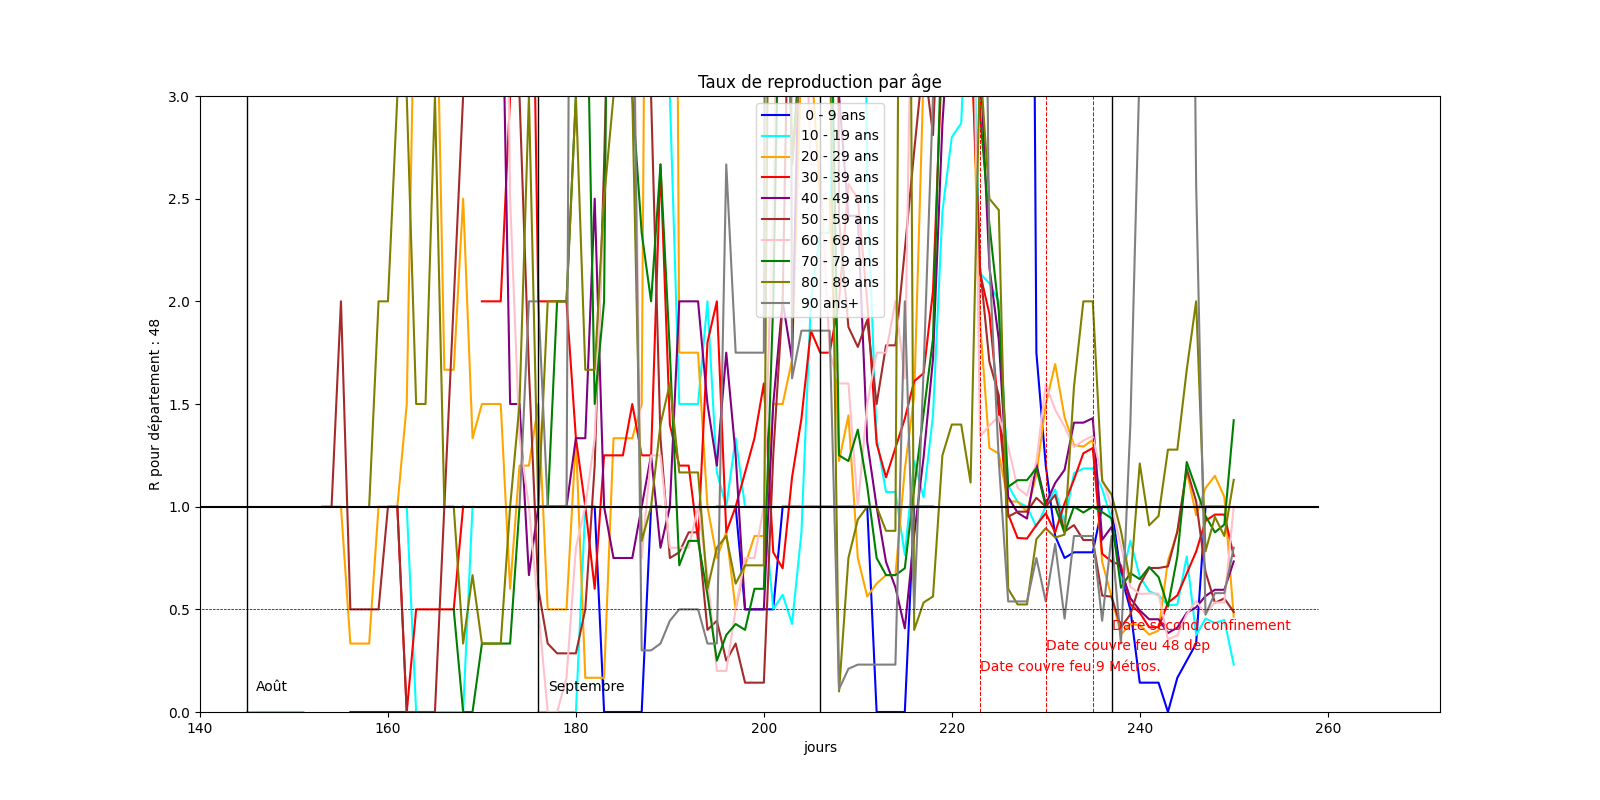 Taux de reproduction par âge
R pour département : 48
3.0
2.5
2.0
1.5
1.0
0.5
0.0
0 - 9 ans
10 - 19 ans
20 - 29 ans
30 - 39 ans
40 - 49 ans
50 - 59 ans
60 - 69 ans
70 - 79 ans
80 - 89 ans
90 ans+
Date second confinement
Date couvre feu 48 dep
Date couvre feu 9 Métros.
Août
Septembre
140
160
180
200
220
240
260
jours